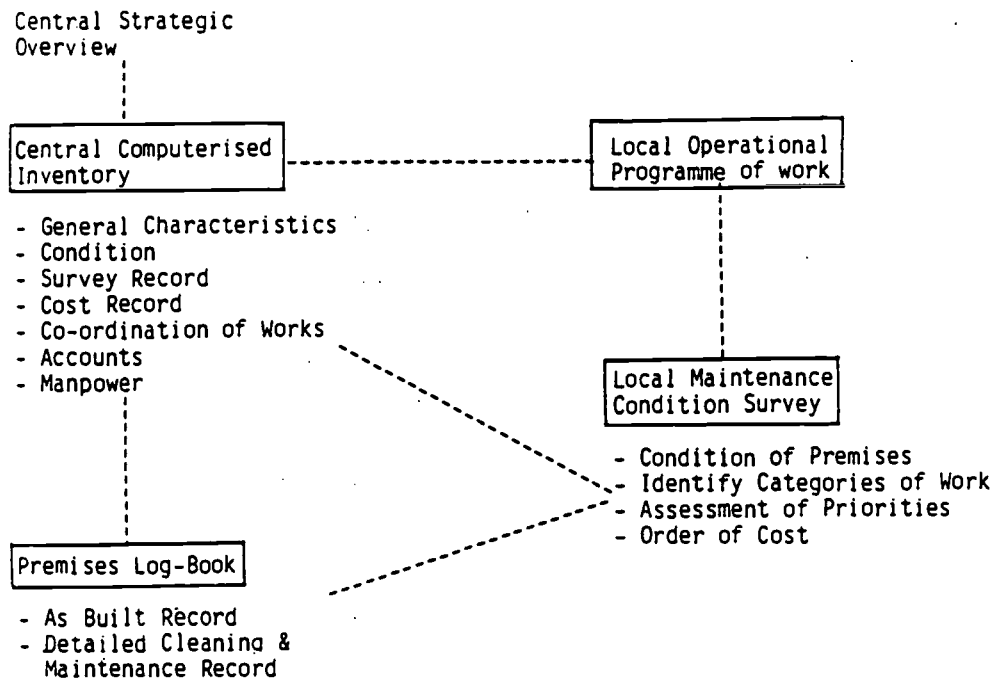 Central Strategic
Overview
Central Computerised
Inventory
- General Characteristics
- Condition
- Survey Record
- Cost Record
- Co-ordination of Works
- Accounts
- Manpower
Local Operational
Programme of work
Local Maintenance
Condition Survey
- Condition of Premises
- Identify Categories of Work
- Assessment of Priorities
- Order of Cost
Premises Log-Book
- As Built Record
- Detailed Cleaning &
Maintenance Record